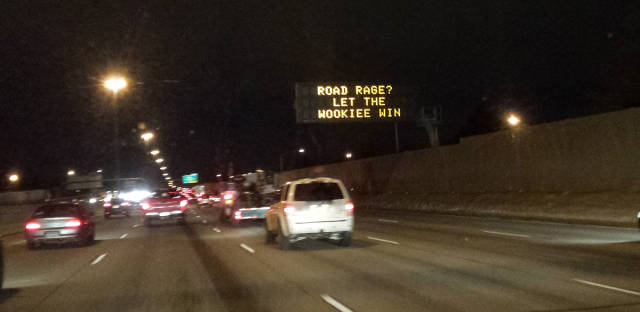 ROAD RAGE?
LET THE
WOOKIEE WIN